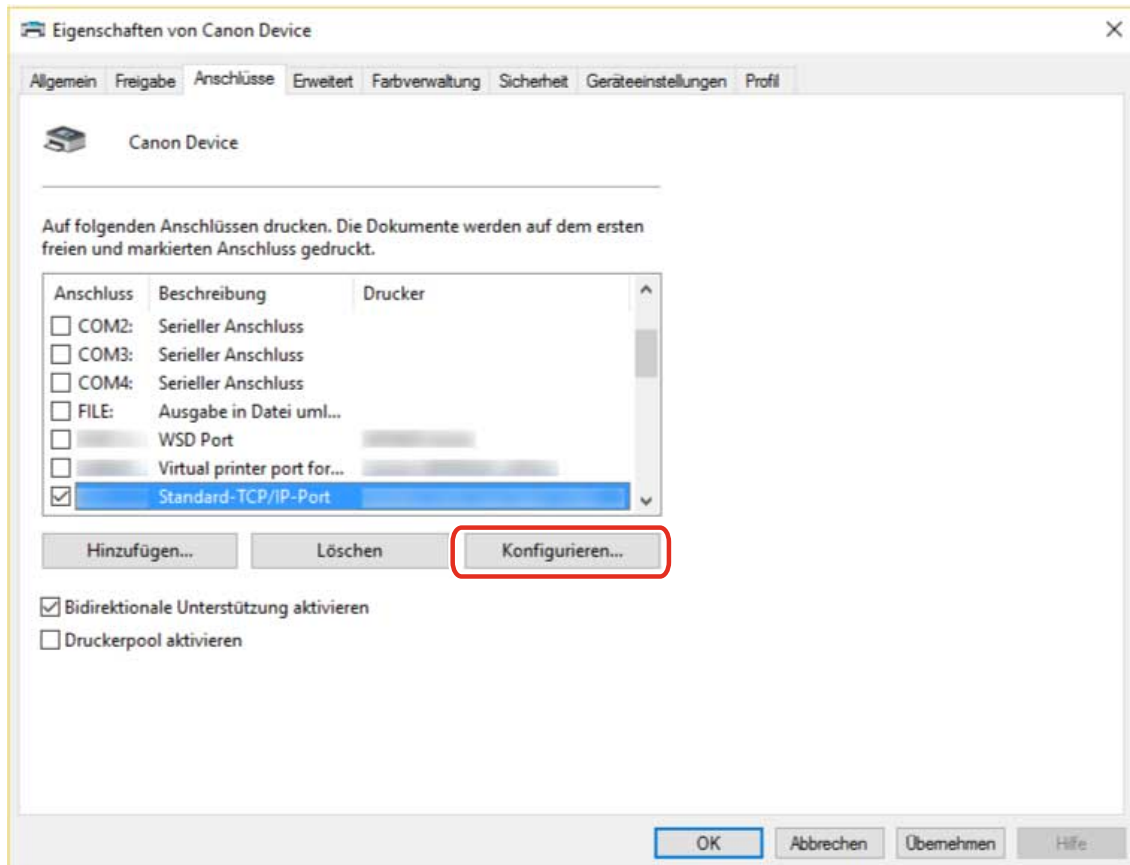 Eigenschaften von Canon Device
Allgemein Freigabe Anschlüsse Erweitert Farbverwaltung Sicherheit Geräteeinstellungen Profil
Canon Device
Auf folgenden Anschlüssen drucken. Die Dokumente werden auf dem ersten
freien und markierten Anschluss gedruckt.
Anschluss Beschreibung Drucker
COM2: Serieller Anschluss
COM3: Serieller Anschluss
COM4: Serieller Anschluss
FILE: Ausgabe in Datei uml...
WSD Port
Virtual printer port for...
Standard-TCP/IP-Port
Hinzufügen... Löschen Konfigurieren...
Bidirektionale Unterstützung aktivieren
Druckerpool aktivieren
OK Abbrechen Übernehmen Hilfe